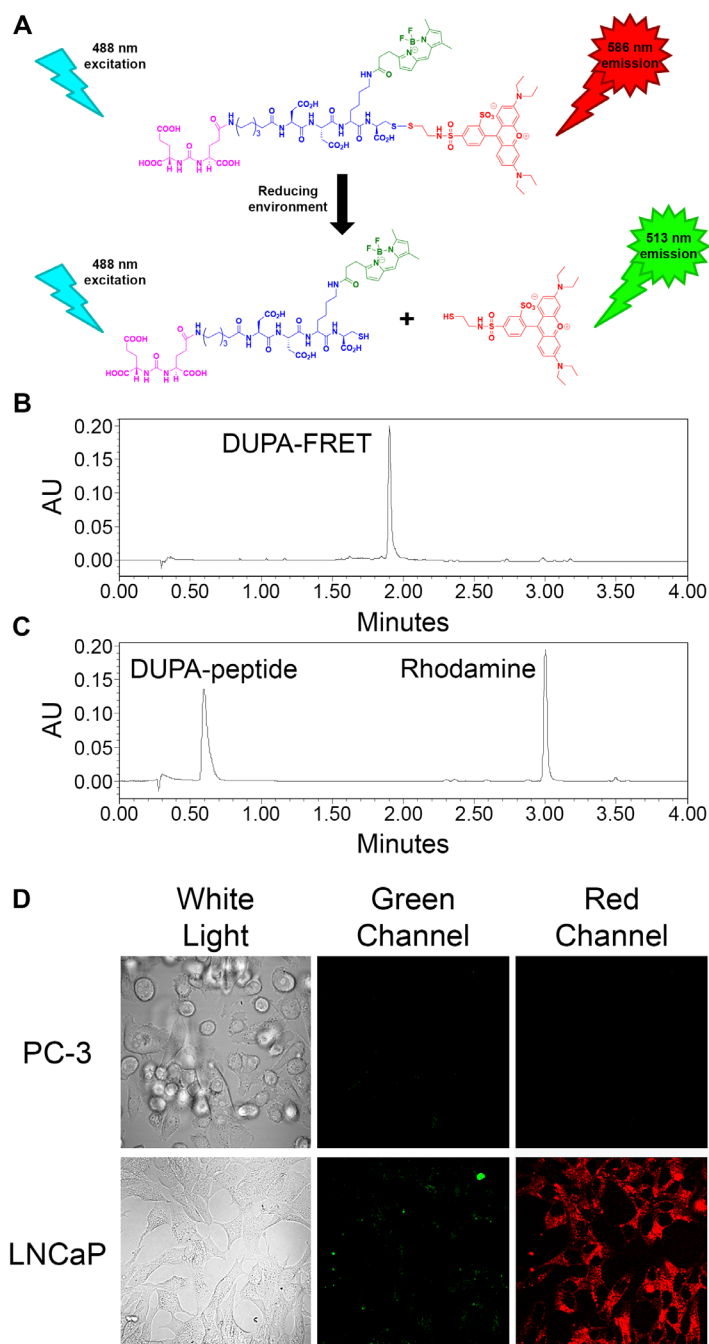 A
488 nm
excitation
586 nm
emission
Reducing
environment
488 nm
excitation
513 nm
emission
+
B
DUPA-FRET
AU
0.20
0.15
0.10
0.05
0.00
0.00 0.50 1.00 1.50 2.00 2.50 3.00 3.50 4.00
Minutes
C
DUPA-peptide
Rhodamine
AU
0.20
0.15
0.10
0.05
0.00
0.00 0.50 1.00 1.50 2.00 2.50 3.00 3.50 4.00
Minutes
D
White
Light
Green
Channel
Red
Channel
PC-3
LNCaP